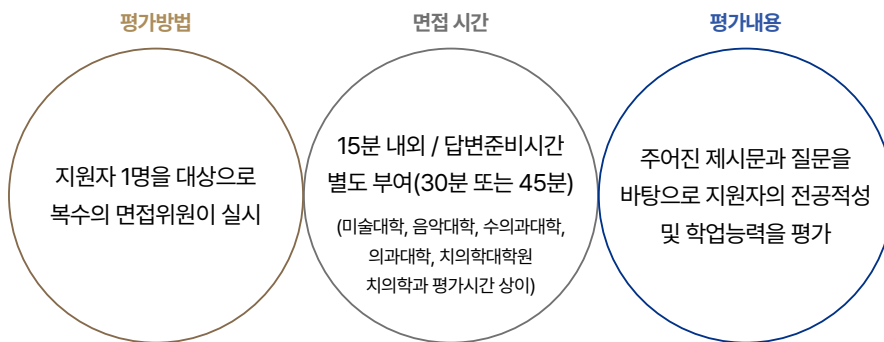 평가방법
지원자 1명을 대상으로
복수의 면접위원이 실시
면접 시간
15분 내외 / 답변준비시간
별도 부여(30분 또는 45분)
(미술대학, 음악대학, 수의과대학,
의과대학, 치의학대학원
치의학과 평가시간 상이)
평가내용
주어진 제시문과 질문을
바탕으로 지원자의 전공적성
및 학업능력을 평가